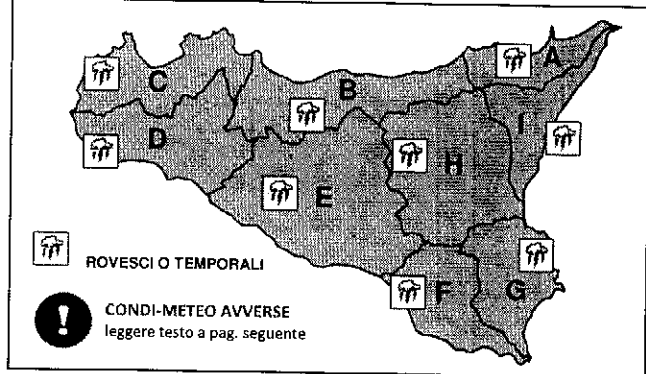 A
C
B
I
D
H
E
F
G
ROVESCI O TEMPORALI
! CONDI-METEO AVVERSE
leggere testo a pag. seguente